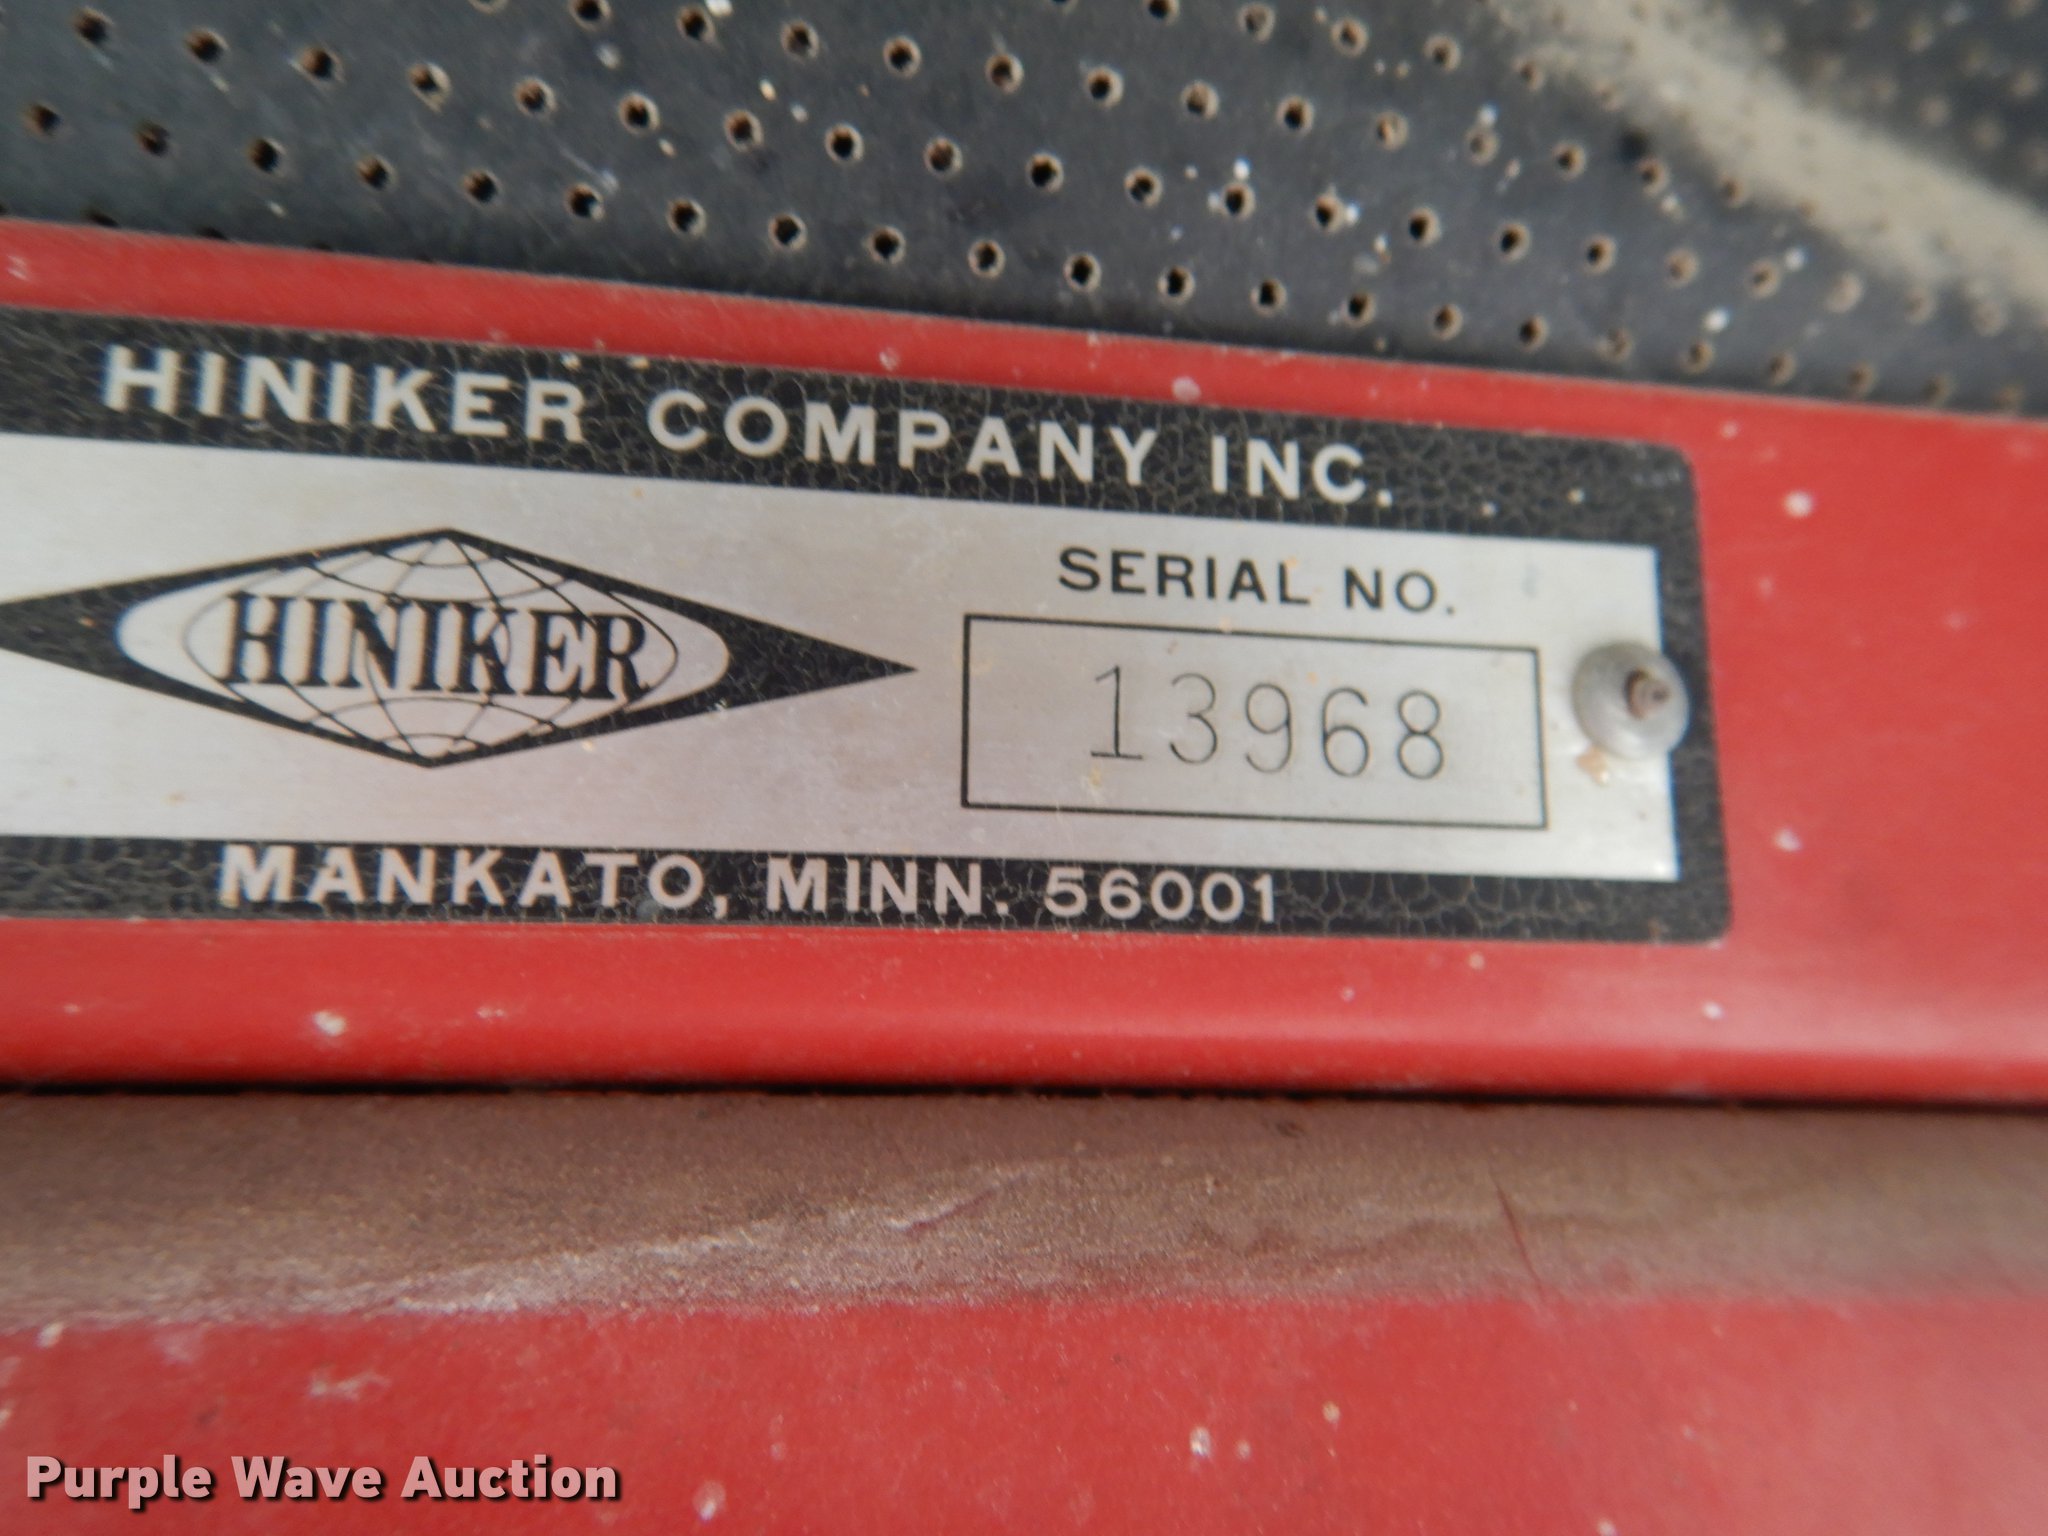 HINIKER COMPANY INC.
HINIKER
SERIAL NO.
13968
MANKATO, MINN. 56001
Purple Wave Auction